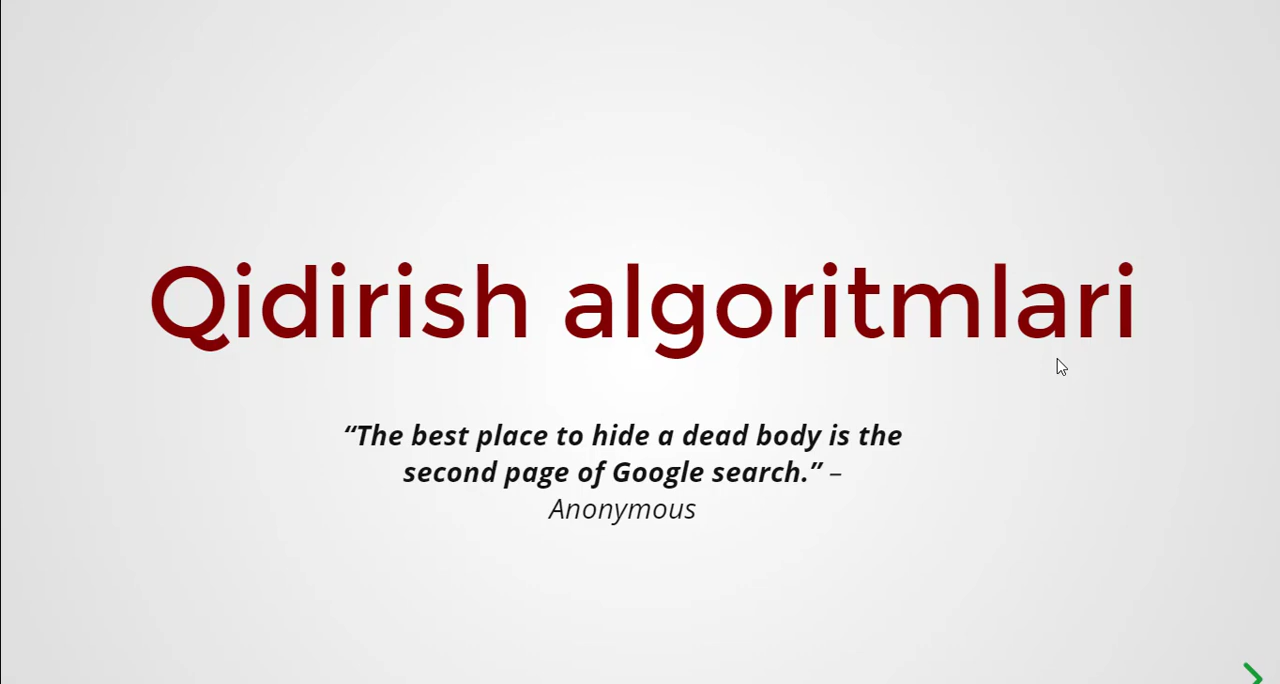 Qidirish algoritmlari
“The best place to hide a dead body is the
second page of Google search.” –
Anonymous